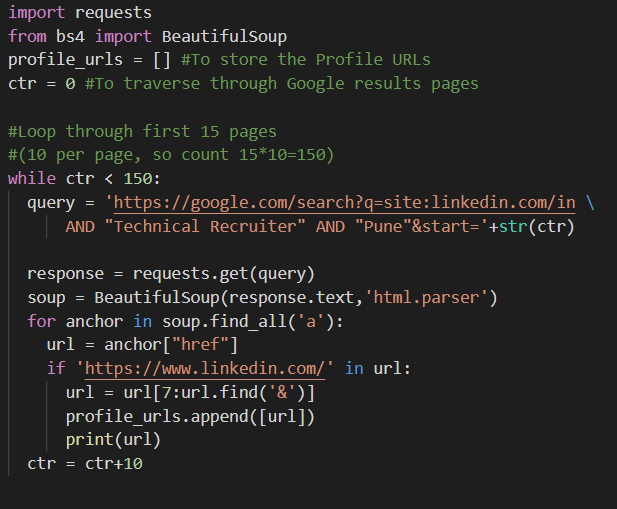 import requests
from bs4 import BeautifulSoup
profile_urls = [] #To store the Profile URLs
ctr = 0 #To traverse through Google results pages

#Loop through first 15 pages
#(10 per page, so count 15*10=150)
while ctr < 150:
  query = 'https://google.com/search?q=site:linkedin.com/in \
      AND "Technical Recruiter" AND "Pune"&start='+str(ctr)

  response = requests.get(query)
  soup = BeautifulSoup(response.text,'html.parser')
  for anchor in soup.find_all('a'):
    url = anchor["href"]
    if 'https://www.linkedin.com/' in url:
      url = url[7:url.find('&')]
      profile_urls.append([url])
      print(url)
  ctr = ctr+10